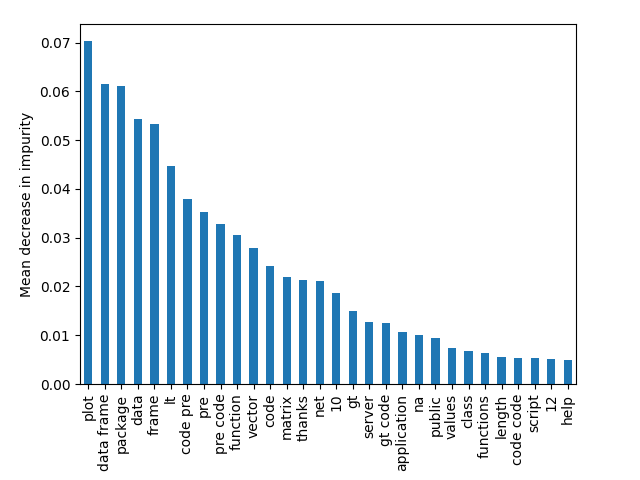 Mean decrease in impurity
0.07
0.06
0.05
0.04
0.03
0.02
0.01
0.00
plot
data frame
package
data
frame
lt
code pre
pre
pre code
function
vector
code
matrix
thanks
net
10
gt
server
gt code
application
na
public
values
class
functions
length
code code
script
12
help